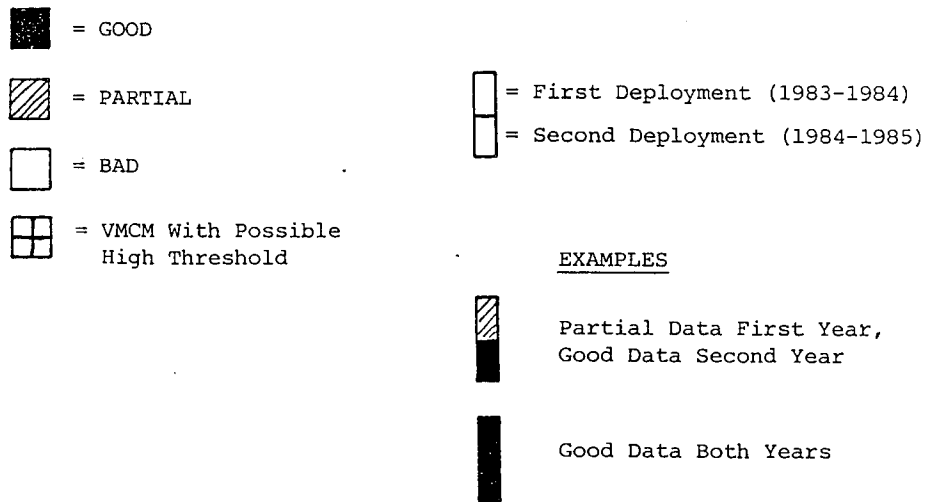 = GOOD
= PARTIAL
= BAD
= VMCM With Possible
High Threshold
= First Deployment (1983-1984)
= Second Deployment (1984-1985)
EXAMPLES
Partial Data First Year,
Good Data Second Year
Good Data Both Years